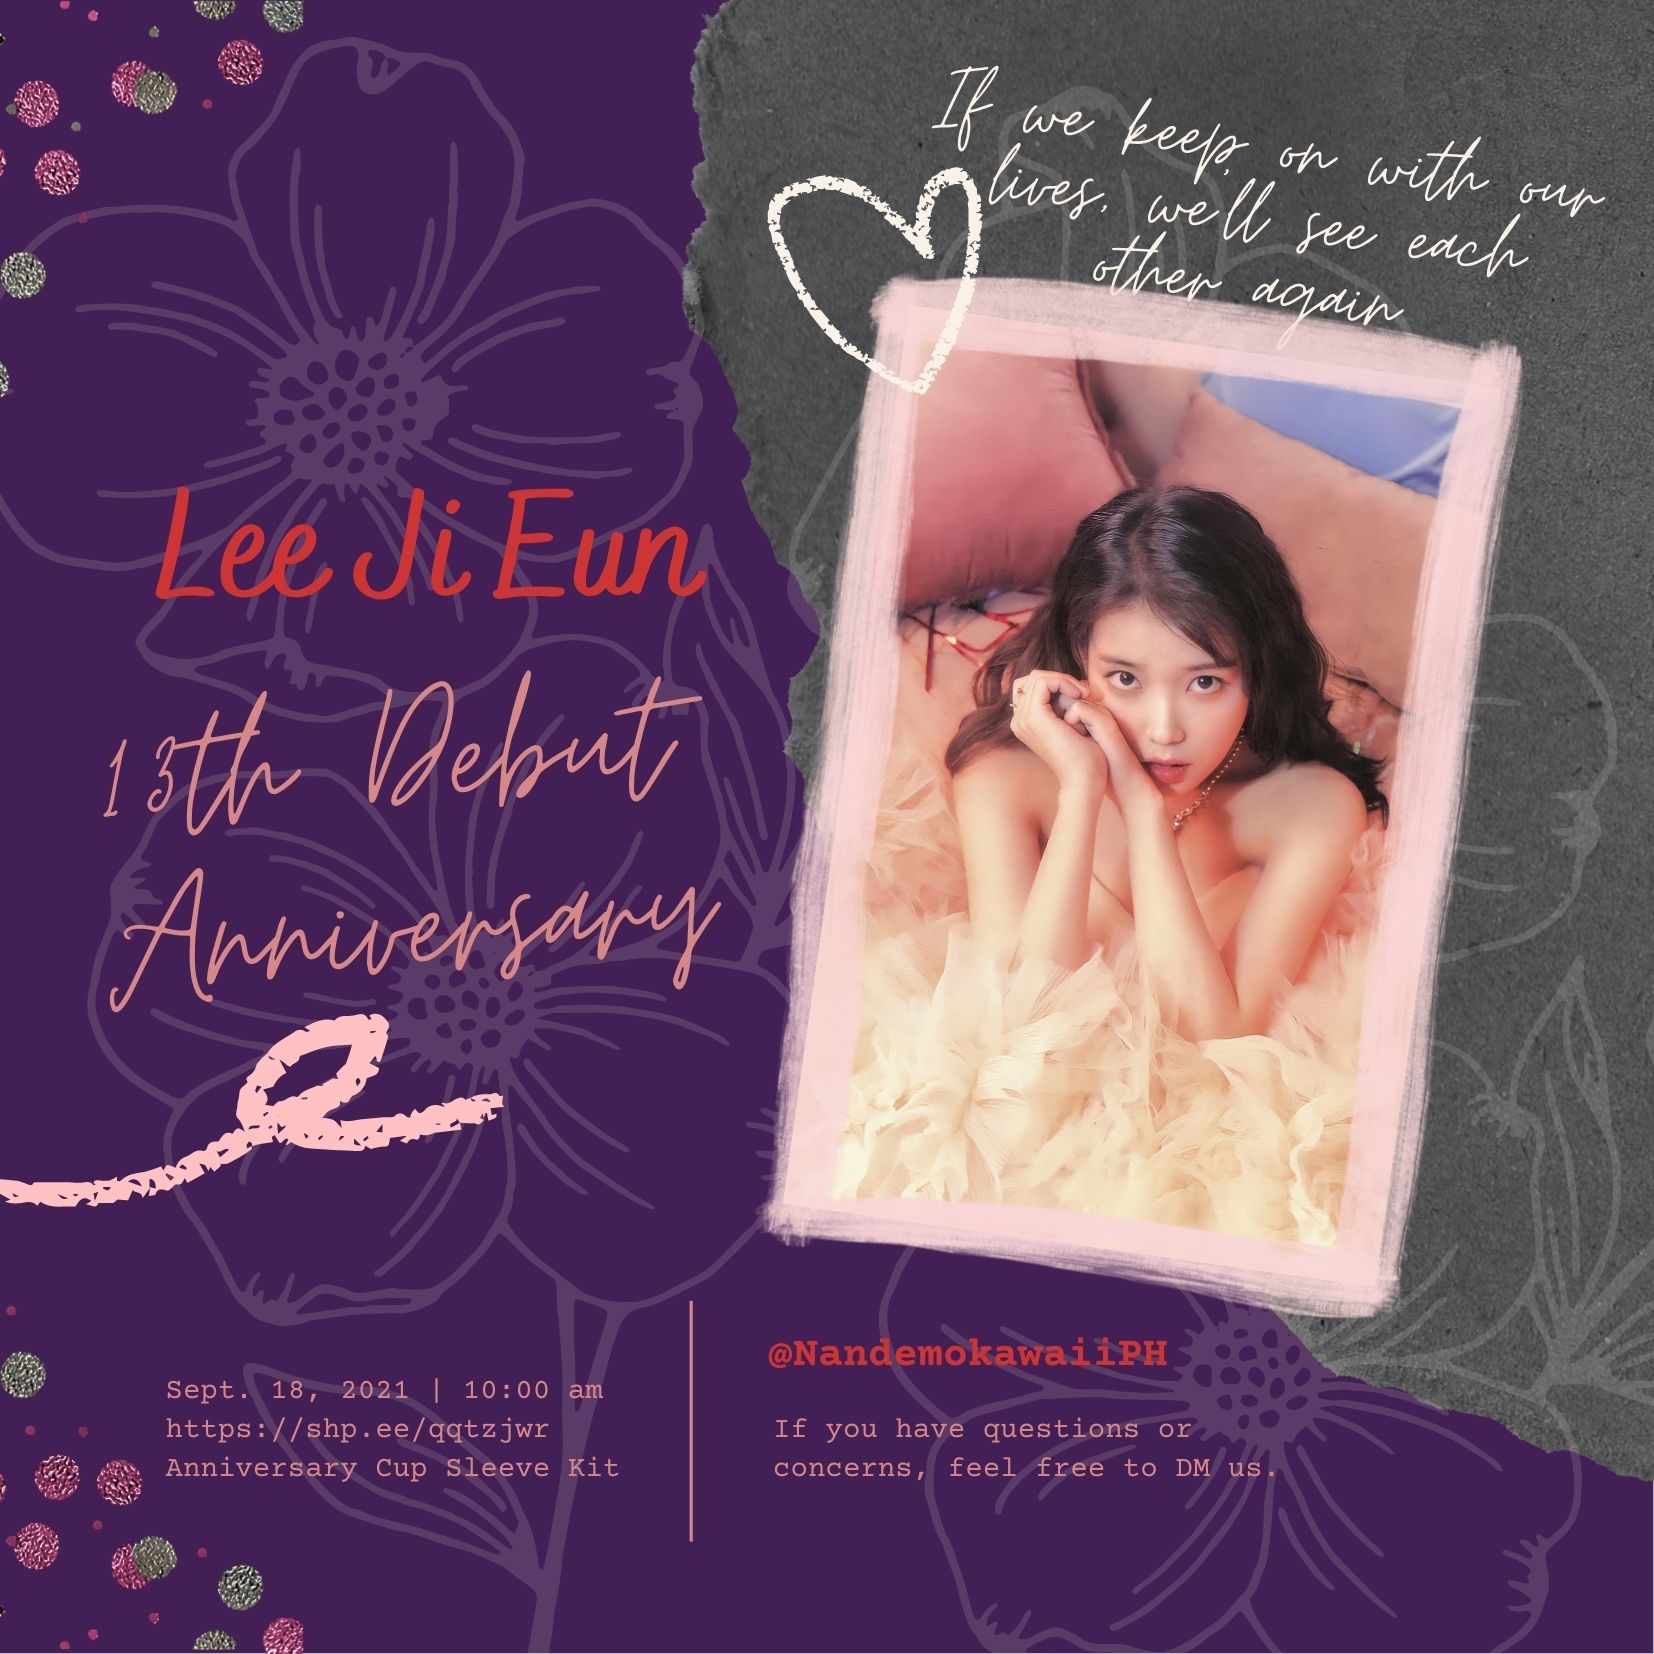 If we keep on with our
lives, we'll see each
other again
Lee Ji Eun
13th Debut
Anniversary
Sept. 18, 2021 | 10:00 am
https://shp.ee/qqtzjwr
Anniversary Cup Sleeve Kit
@NandemokawaiiPH
If you have questions or
concerns, feel free to DM us.